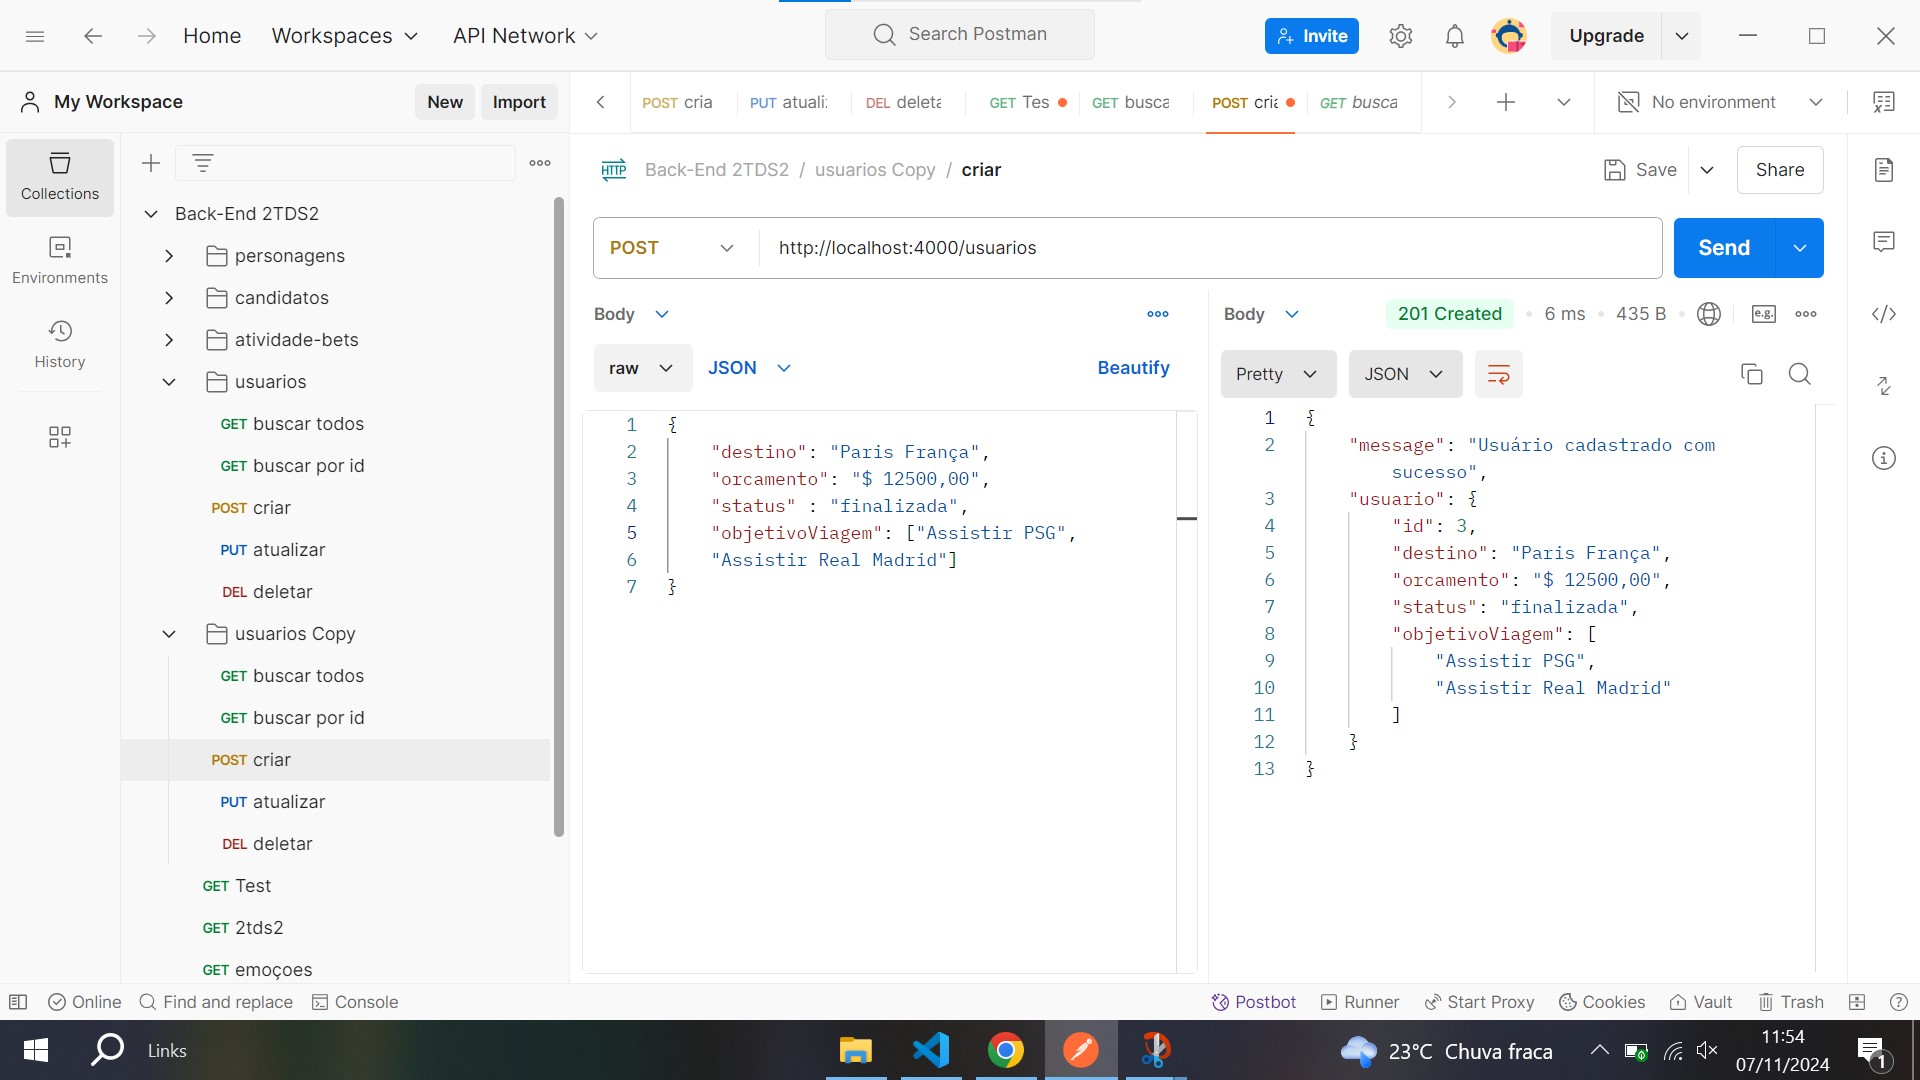 Home
Workspaces
API Network
Search Postman
Invite
Upgrade
My Workspace
New
Import
POST cria
PUT atuali
DEL deleta
GET Tes
GET busca
POST cria
GET busca
No environment
Collections
Environments
History
Back-End 2TDS2
personagens
candidatos
atividade-bets
usuarios
GET buscar todos
GET buscar por id
POST criar
PUT atualizar
DEL deletar
usuarios Copy
GET buscar todos
GET buscar por id
POST criar
PUT atualizar
DEL deletar
GET Test
GET 2tds2
GET emoçoes
HTTP Back-End 2TDS2 / usuarios Copy / criar
Save
Share
POST http://localhost:4000/usuarios
Send
Body
raw JSON Beautify
1 {
2 "destino": "Paris França",
3 "orcamento": "$ 12500,00",
4 "status" : "finalizada",
5 "objetivoViagem": ["Assistir PSG",
6 "Assistir Real Madrid"]
7 }
Body 201 Created 6 ms 435 B e.g.
Pretty JSON
1 {
2 "message": "Usuário cadastrado com
sucesso",
3 "usuario": {
4 "id": 3,
5 "destino": "Paris França",
6 "orcamento": "$ 12500,00",
7 "status": "finalizada",
8 "objetivoViagem": [
9 "Assistir PSG",
10 "Assistir Real Madrid"
11 ]
12 }
13 }
Online Find and replace Console
Postbot Runner Start Proxy Cookies Vault Trash
Links
23°C Chuva fraca
11:54
07/11/2024
1